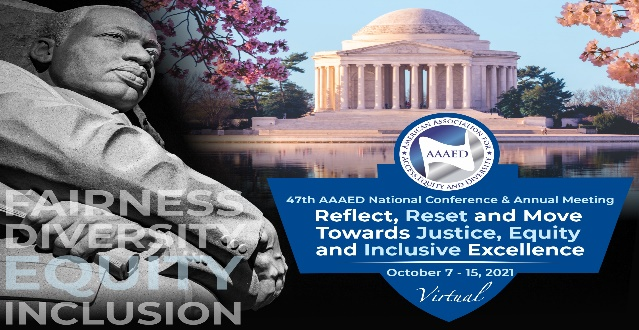 FAIRNESS
DIVERSITY
EQUITY
INCLUSION
AMERICAN ASSOCIATION FOR
ACCESS, EQUITY AND DIVERSITY
AAAED
47th AAAED National Conference & Annual Meeting
Reflect, Reset and Move
Towards Justice, Equity
and Inclusive Excellence
October 7 - 15, 2021
Virtual